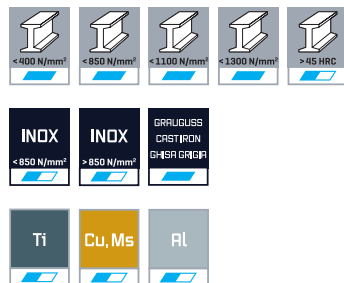 <400 N/mm² <850 N/mm² <1100 N/mm² <1300 N/mm² >45 HRC
INOX INOX GRAUGUSS
CAST IRON
<850 N/mm² >850 N/mm² GHISA GRIGIA
Ti Cu, Ms Al